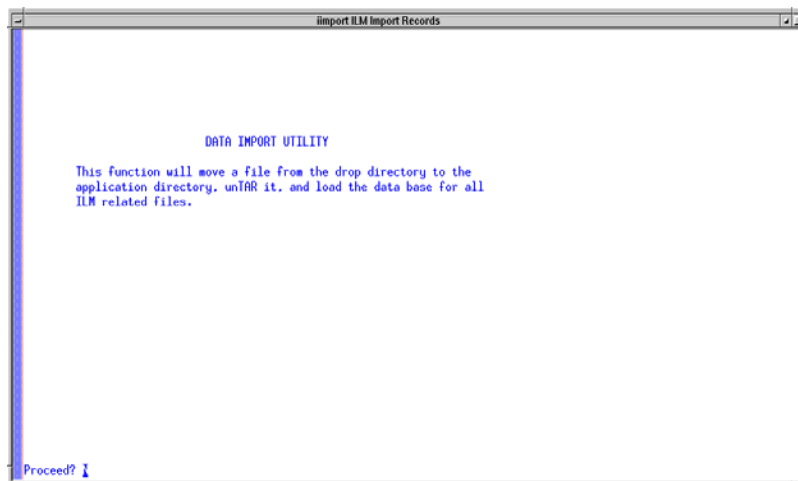 iimport ILM Import Records
DATA IMPORT UTILITY
This function will move a file from the drop directory to the
application directory, unTAR it, and load the data base for all
ILM related files.
Proceed?